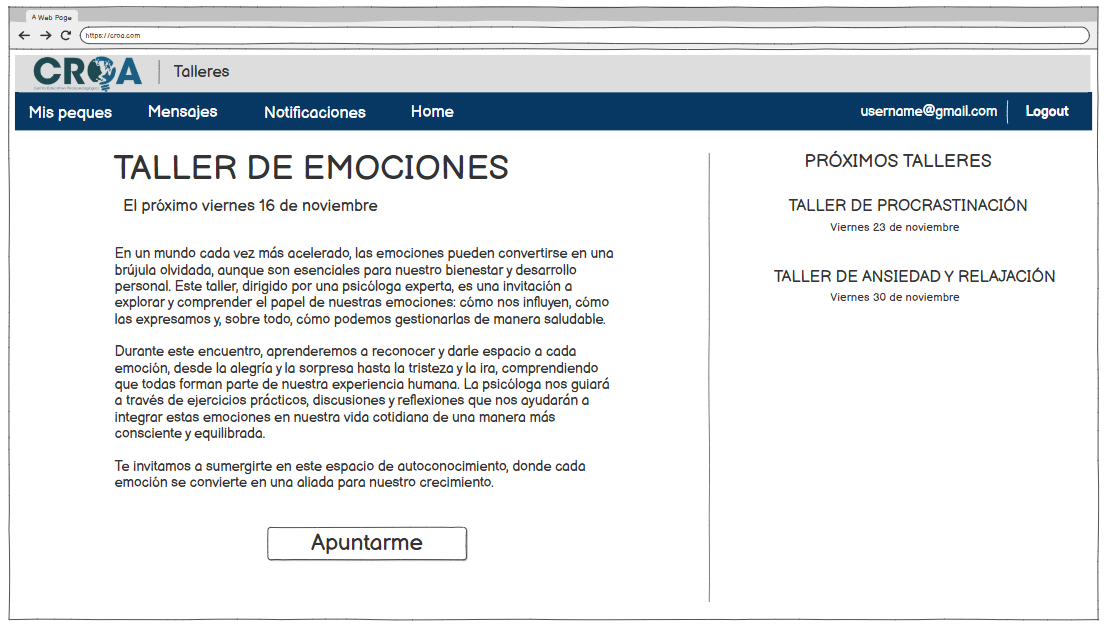 A Web Page
https://croa.com
CROA
Talleres
Mis peques Mensajes Notificaciones Home username@gmail.com Logout
TALLER DE EMOCIONES
El próximo viernes 16 de noviembre
En un mundo cada vez más acelerado, las emociones pueden convertirse en una
brújula olvidada, aunque son esenciales para nuestro bienestar y desarrollo
personal. Este taller, dirigido por una psicóloga experta, es una invitación a
explorar y comprender el papel de nuestras emociones: cómo nos influyen, cómo
las expresamos y, sobre todo, cómo podemos gestionarlas de manera saludable.
Durante este encuentro, aprenderemos a reconocer y darle espacio a cada
emoción, desde la alegría y la sorpresa hasta la tristeza y la ira, comprendiendo
que todas forman parte de nuestra experiencia humana. La psicóloga nos guiará
a través de ejercicios prácticos, discusiones y reflexiones que nos ayudarán a
integrar estas emociones en nuestra vida cotidiana de una manera más
consciente y equilibrada.
Te invitamos a sumergirte en este espacio de autoconocimiento, donde cada
emoción se convierte en una aliada para nuestro crecimiento.
Apuntarme
PRÓXIMOS TALLERES
TALLER DE PROCRASTINACIÓN
Viernes 23 de noviembre
TALLER DE ANSIEDAD Y RELAJACIÓN
Viernes 30 de noviembre